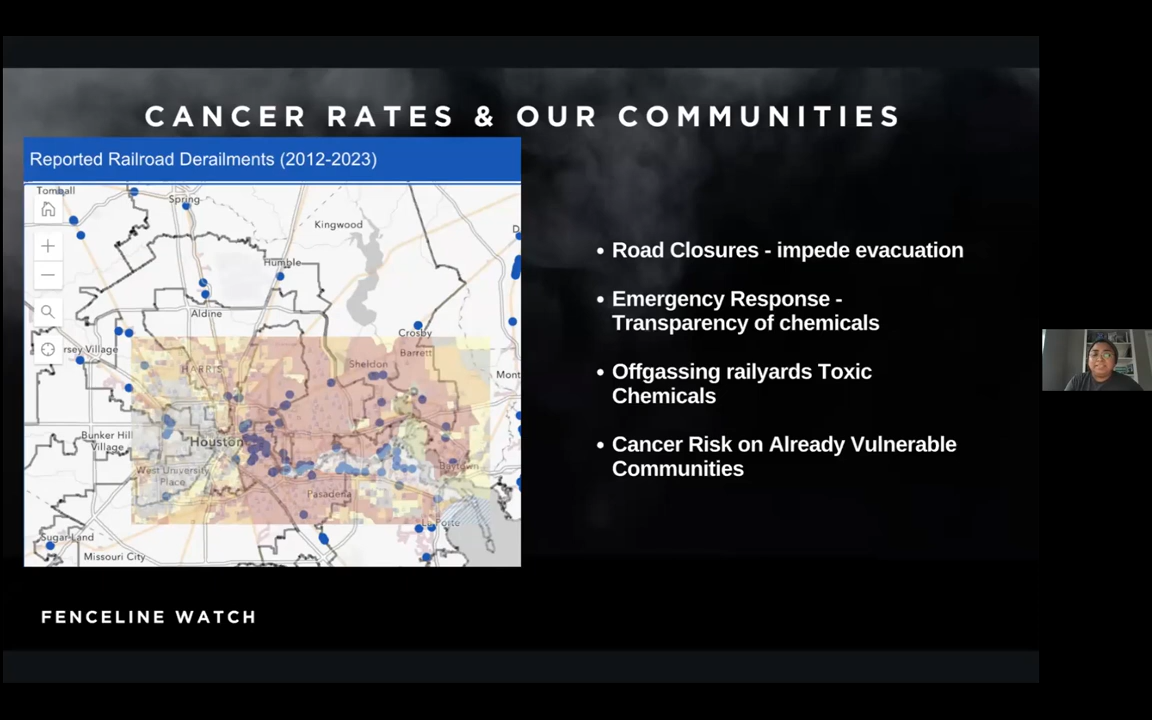 CANCER RATES & OUR COMMUNITIES
Reported Railroad Derailments (2012-2023)
Tomball
Spring
Kingwood
Humble
Aldine
Crosby
rsey Village
HARRIS
Sheldon
Barrett
Mont
Bunker Hill
Village
Houston
West University
Place
Baytown
Pasadena
La Porte
Sugar Land
Missouri City
• Road Closures - impede evacuation
• Emergency Response -
Transparency of chemicals
• Offgassing railyards Toxic
Chemicals
• Cancer Risk on Already Vulnerable
Communities
FENCELINE WATCH